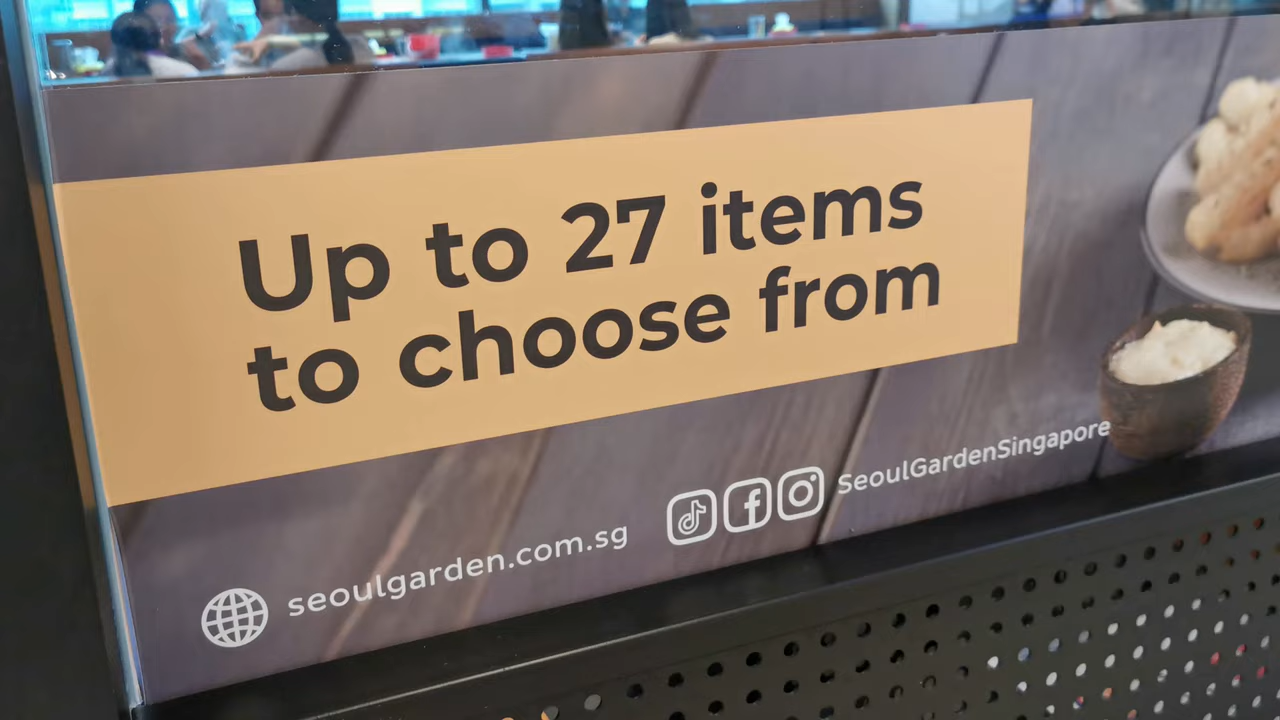 Up to 27 items
to choose from
seoulgarden.com.sg
SeoulGardenSingapore